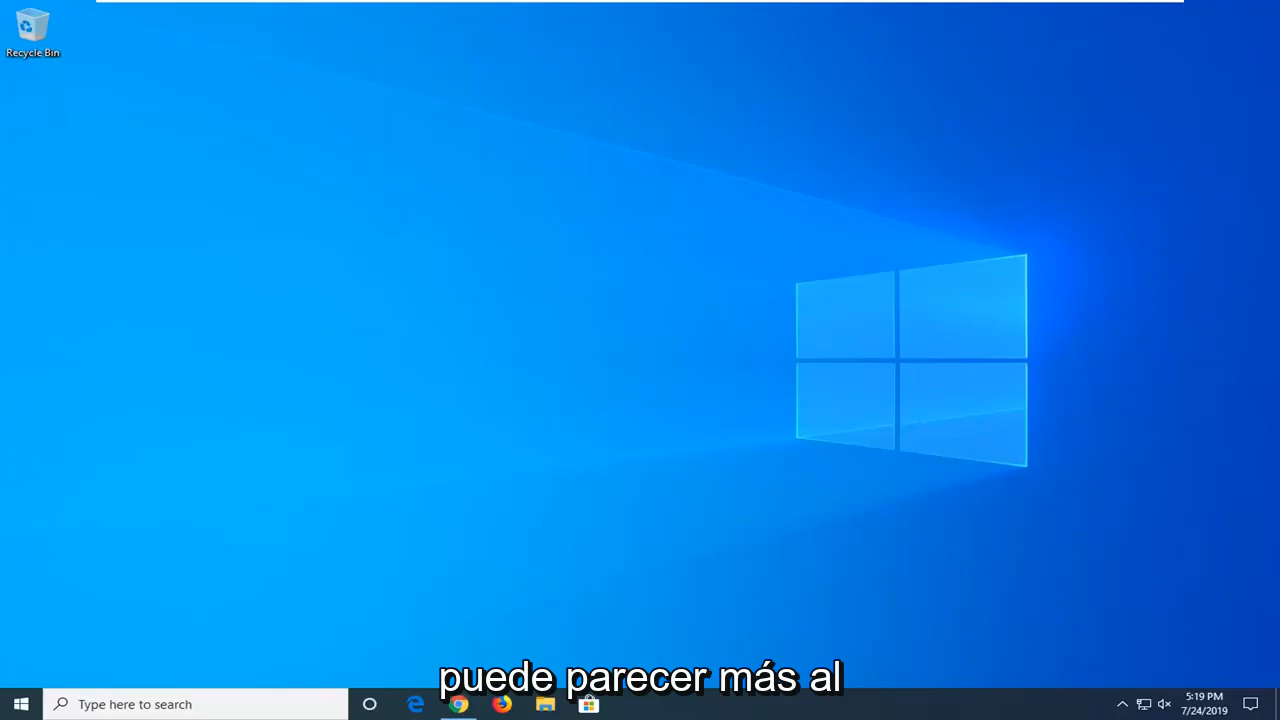 Recycle Bin
puede parecer más al
Type here to search
5:19 PM
7/24/2019